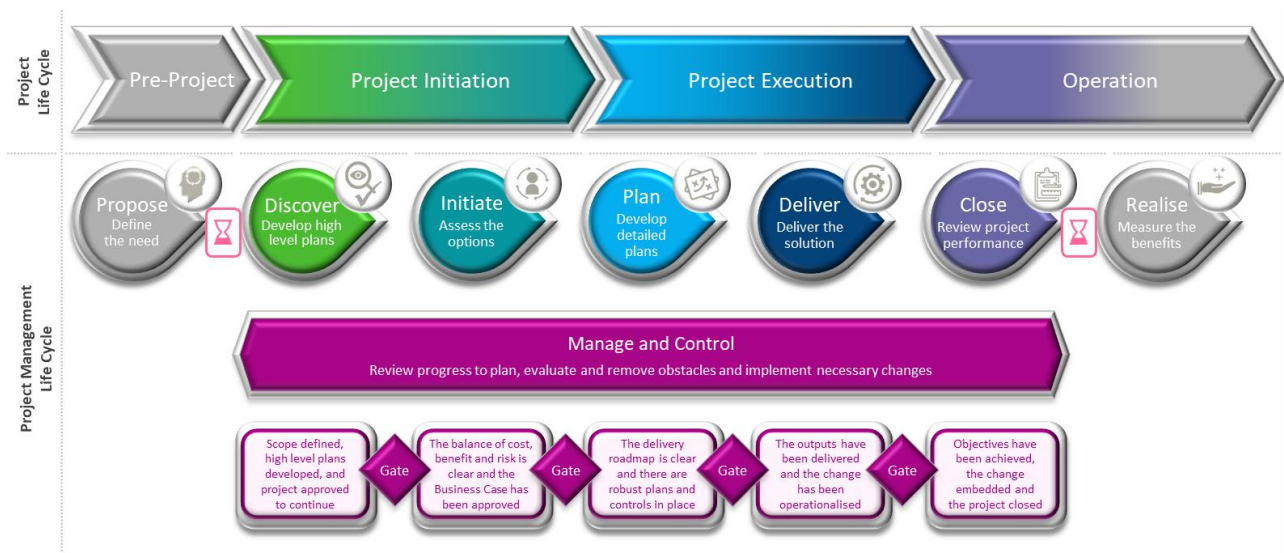 Project
Life Cycle
Pre-Project
Project Initiation
Project Execution
Operation
Project Management
Life Cycle
Propose
Define
the need
Discover
Develop high
level plans
Initiate
Assess the
options
Plan
Develop
detailed
plans
Deliver
Deliver the
solution
Close
Review project
performance
Realise
Measure the
benefits
Manage and Control
Review progress to plan, evaluate and remove obstacles and implement necessary changes
Scope defined,
high level plans
developed, and
project approved
to continue
Gate
The balance of cost,
benefit and risk is
clear and the
Business Case has
been approved
Gate
The delivery
roadmap is clear
and there are
robust plans and
controls in place
Gate
The outputs have
been delivered
and the change
has been
operationalised
Gate
Objectives have
been achieved,
the change
embedded and
the project closed